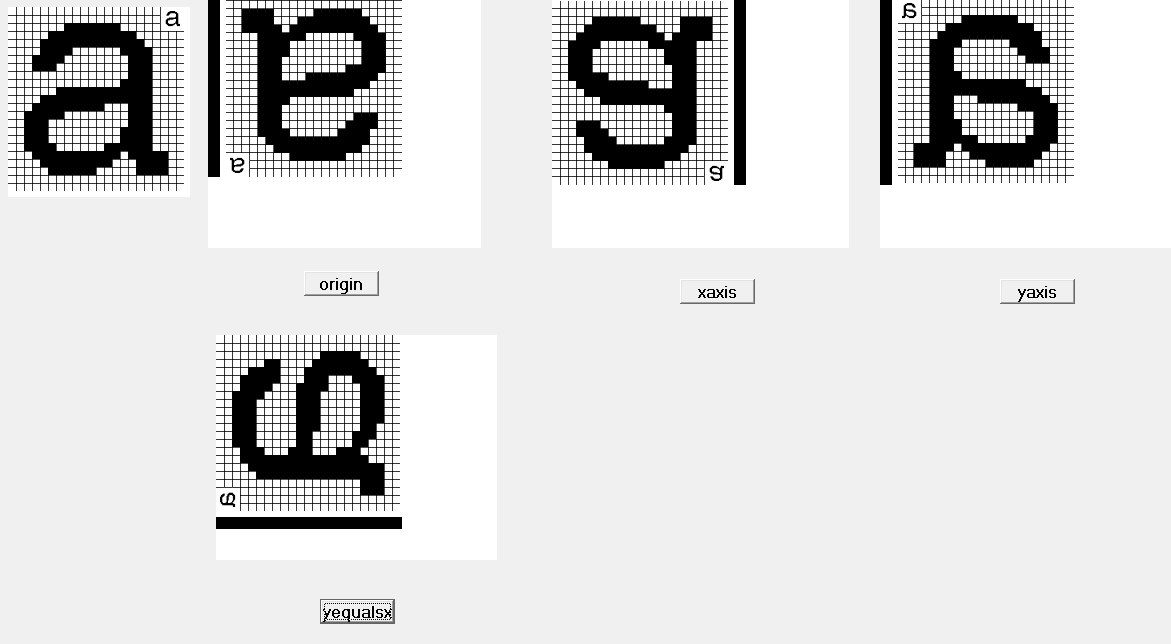 a
a
origin
xaxis
yaxis
yequalsx